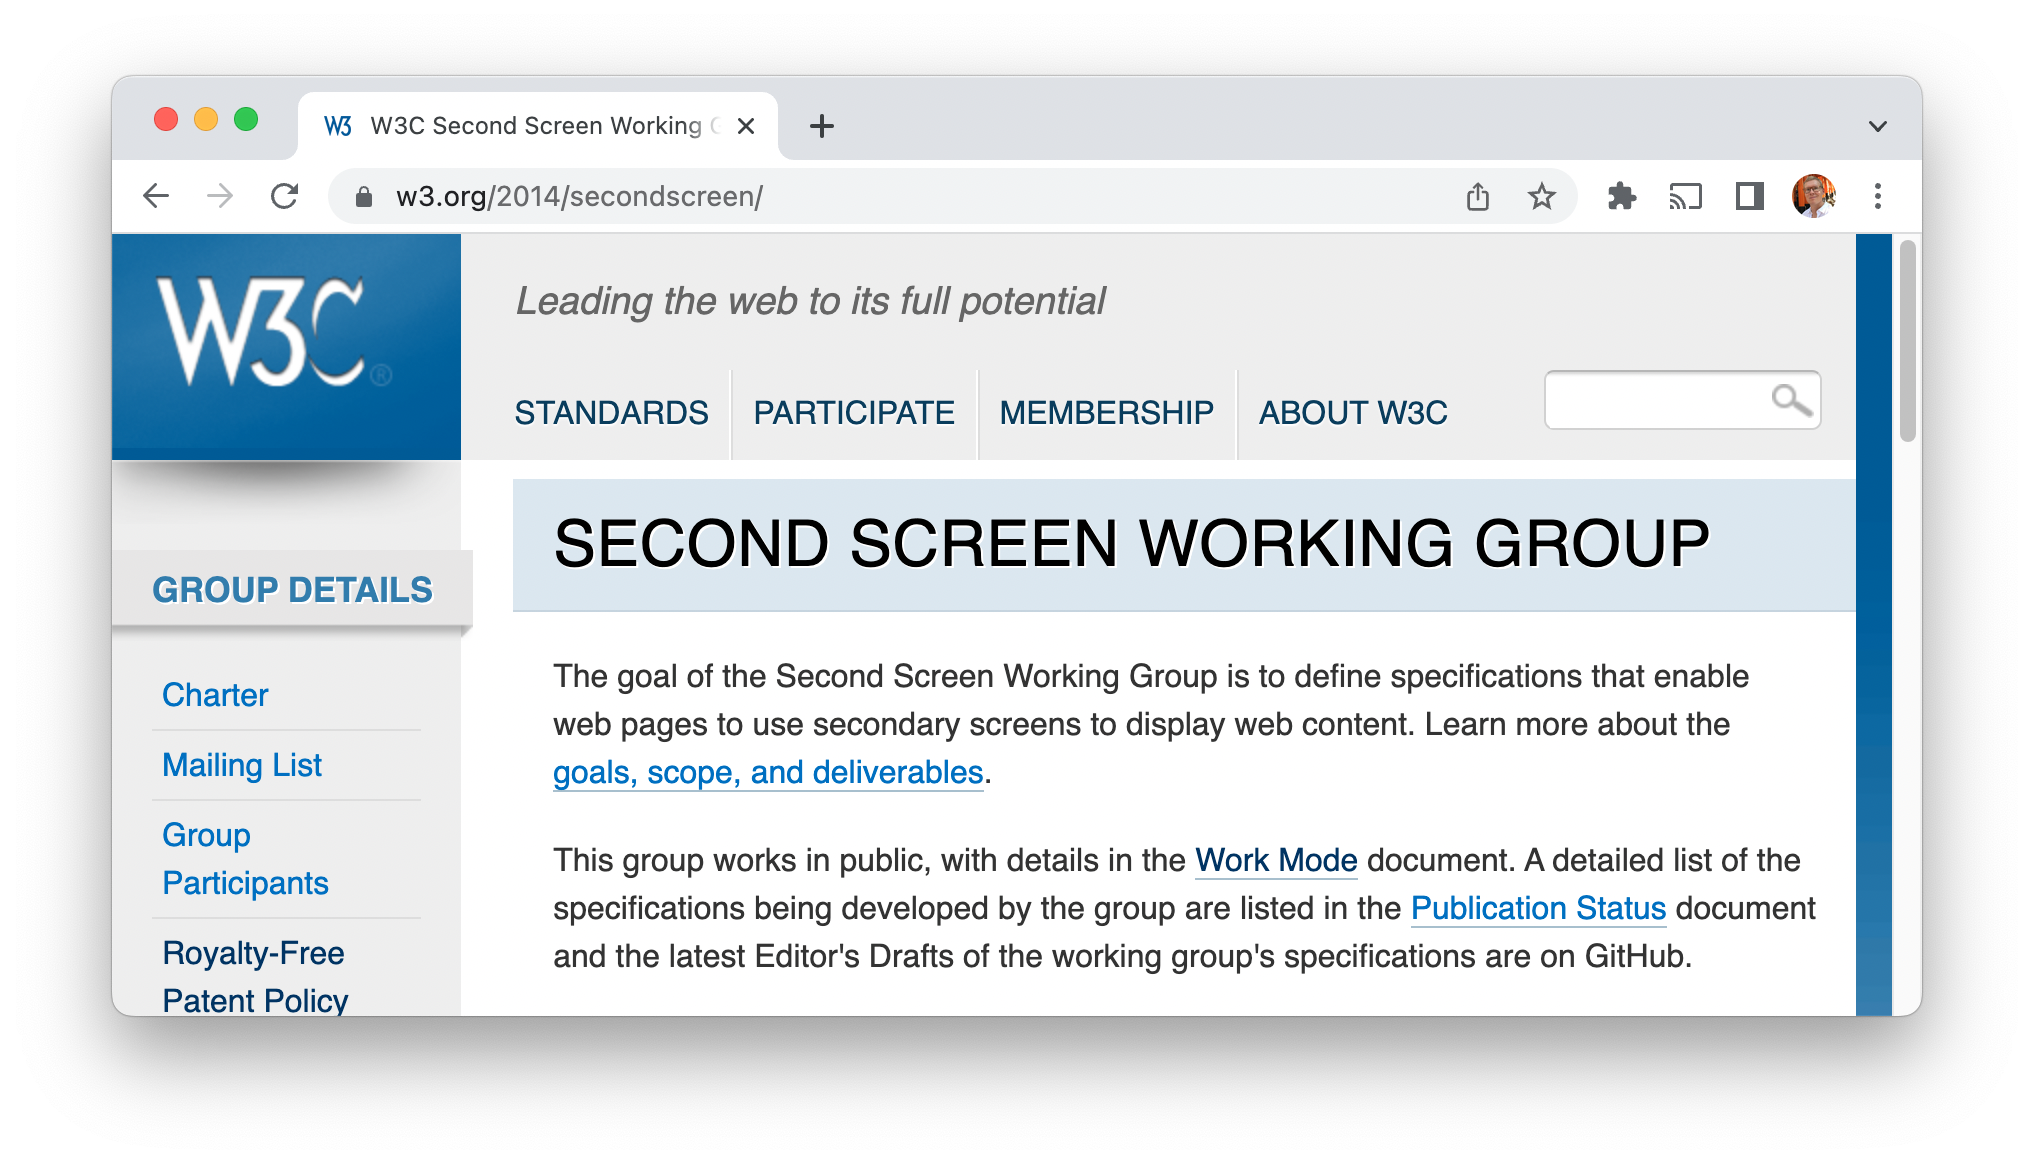 W3C Second Screen Working
w3.org/2014/secondscreen/
W3C®
Leading the web to its full potential
STANDARDS PARTICIPATE MEMBERSHIP ABOUT W3C
SECOND SCREEN WORKING GROUP
GROUP DETAILS
Charter
Mailing List
Group
Participants
Royalty-Free
Patent Policy
The goal of the Second Screen Working Group is to define specifications that enable
web pages to use secondary screens to display web content. Learn more about the
goals, scope, and deliverables.
This group works in public, with details in the Work Mode document. A detailed list of the
specifications being developed by the group are listed in the Publication Status document
and the latest Editor's Drafts of the working group's specifications are on GitHub.